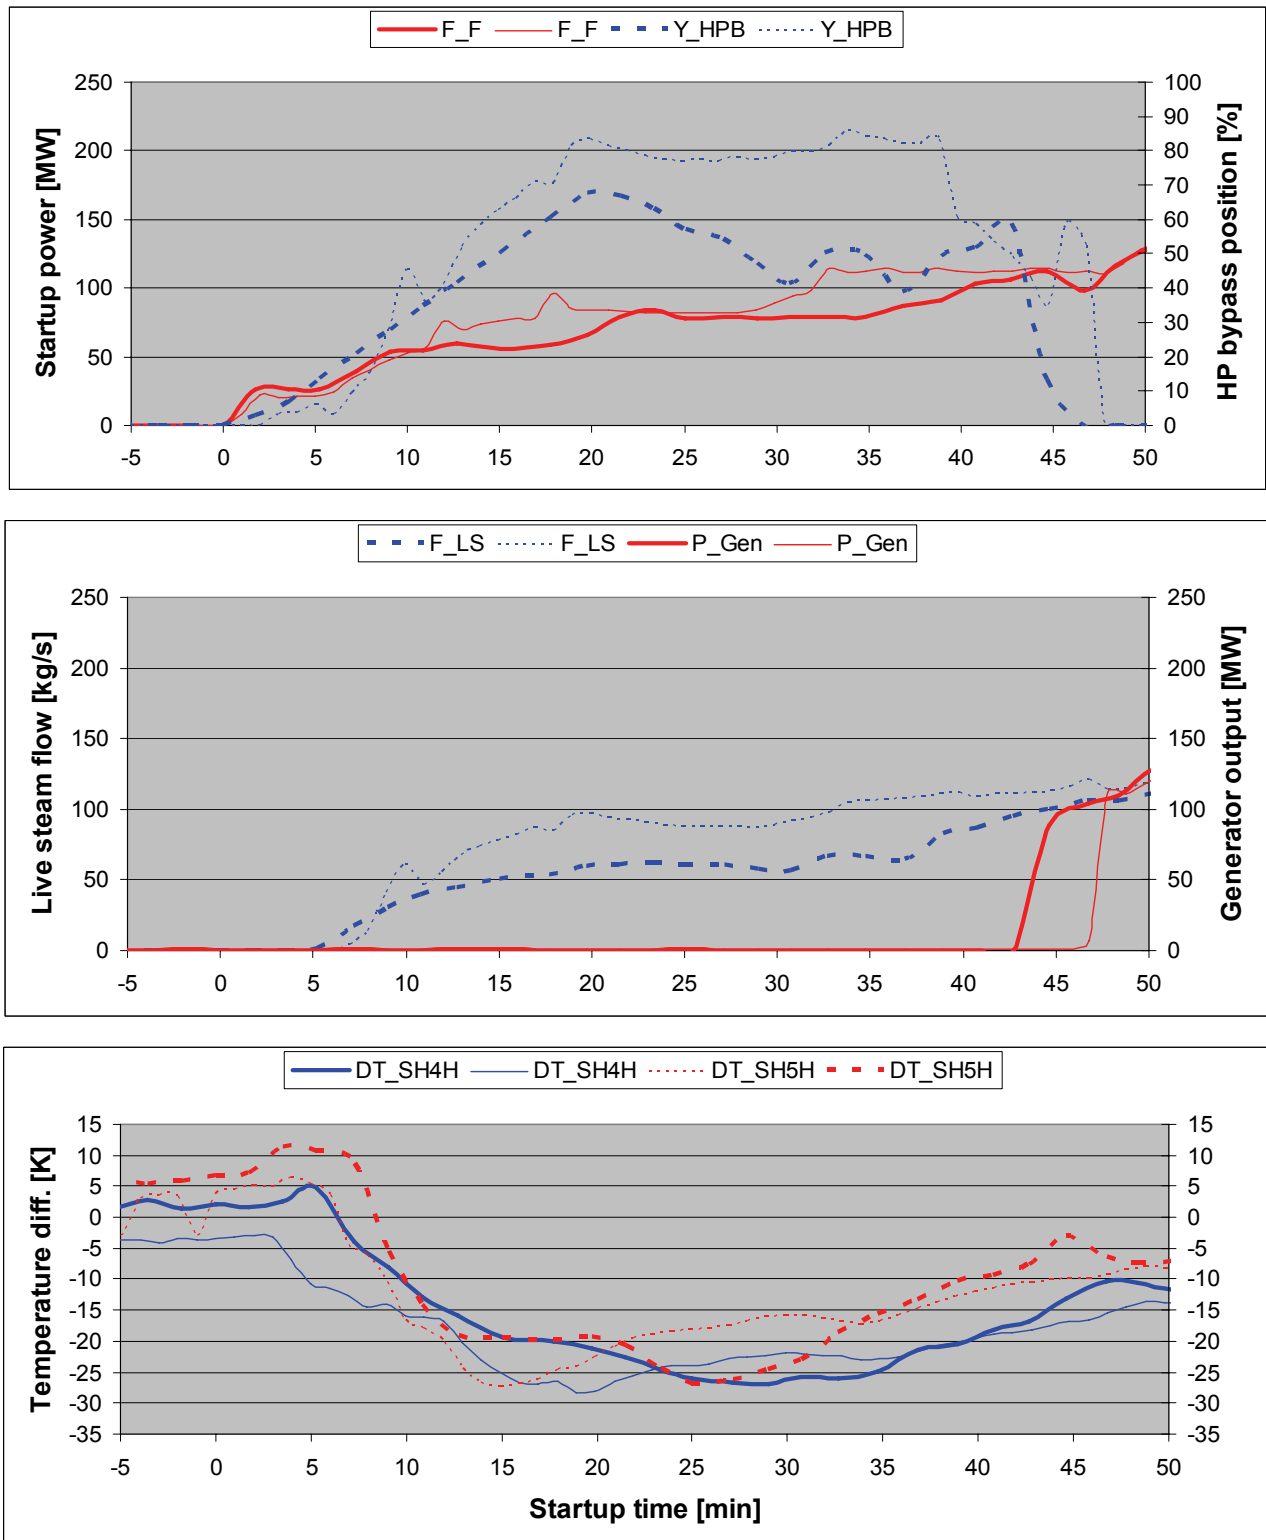 F_F F_F Y_HPB Y_HPB
250 100
90
200 80
70
150 60
50
100 40
30
50 20
10
0 0
-5 0 5 10 15 20 25 30 35 40 45 50
Startup power [MW]
HP bypass position [%]
F_LS F_LS P_Gen P_Gen
250 250
200 200
150 150
100 100
50 50
0 0
-5 0 5 10 15 20 25 30 35 40 45 50
Live steam flow [kg/s]
Generator output [MW]
DT_SH4H DT_SH4H DT_SH5H DT_SH5H
15 15
10 10
5 5
0 0
-5 -5
-10 -10
-15 -15
-20 -20
-25 -25
-30 -30
-35 -35
-5 0 5 10 15 20 25 30 35 40 45 50
Temperature diff. [K]
Startup time [min]